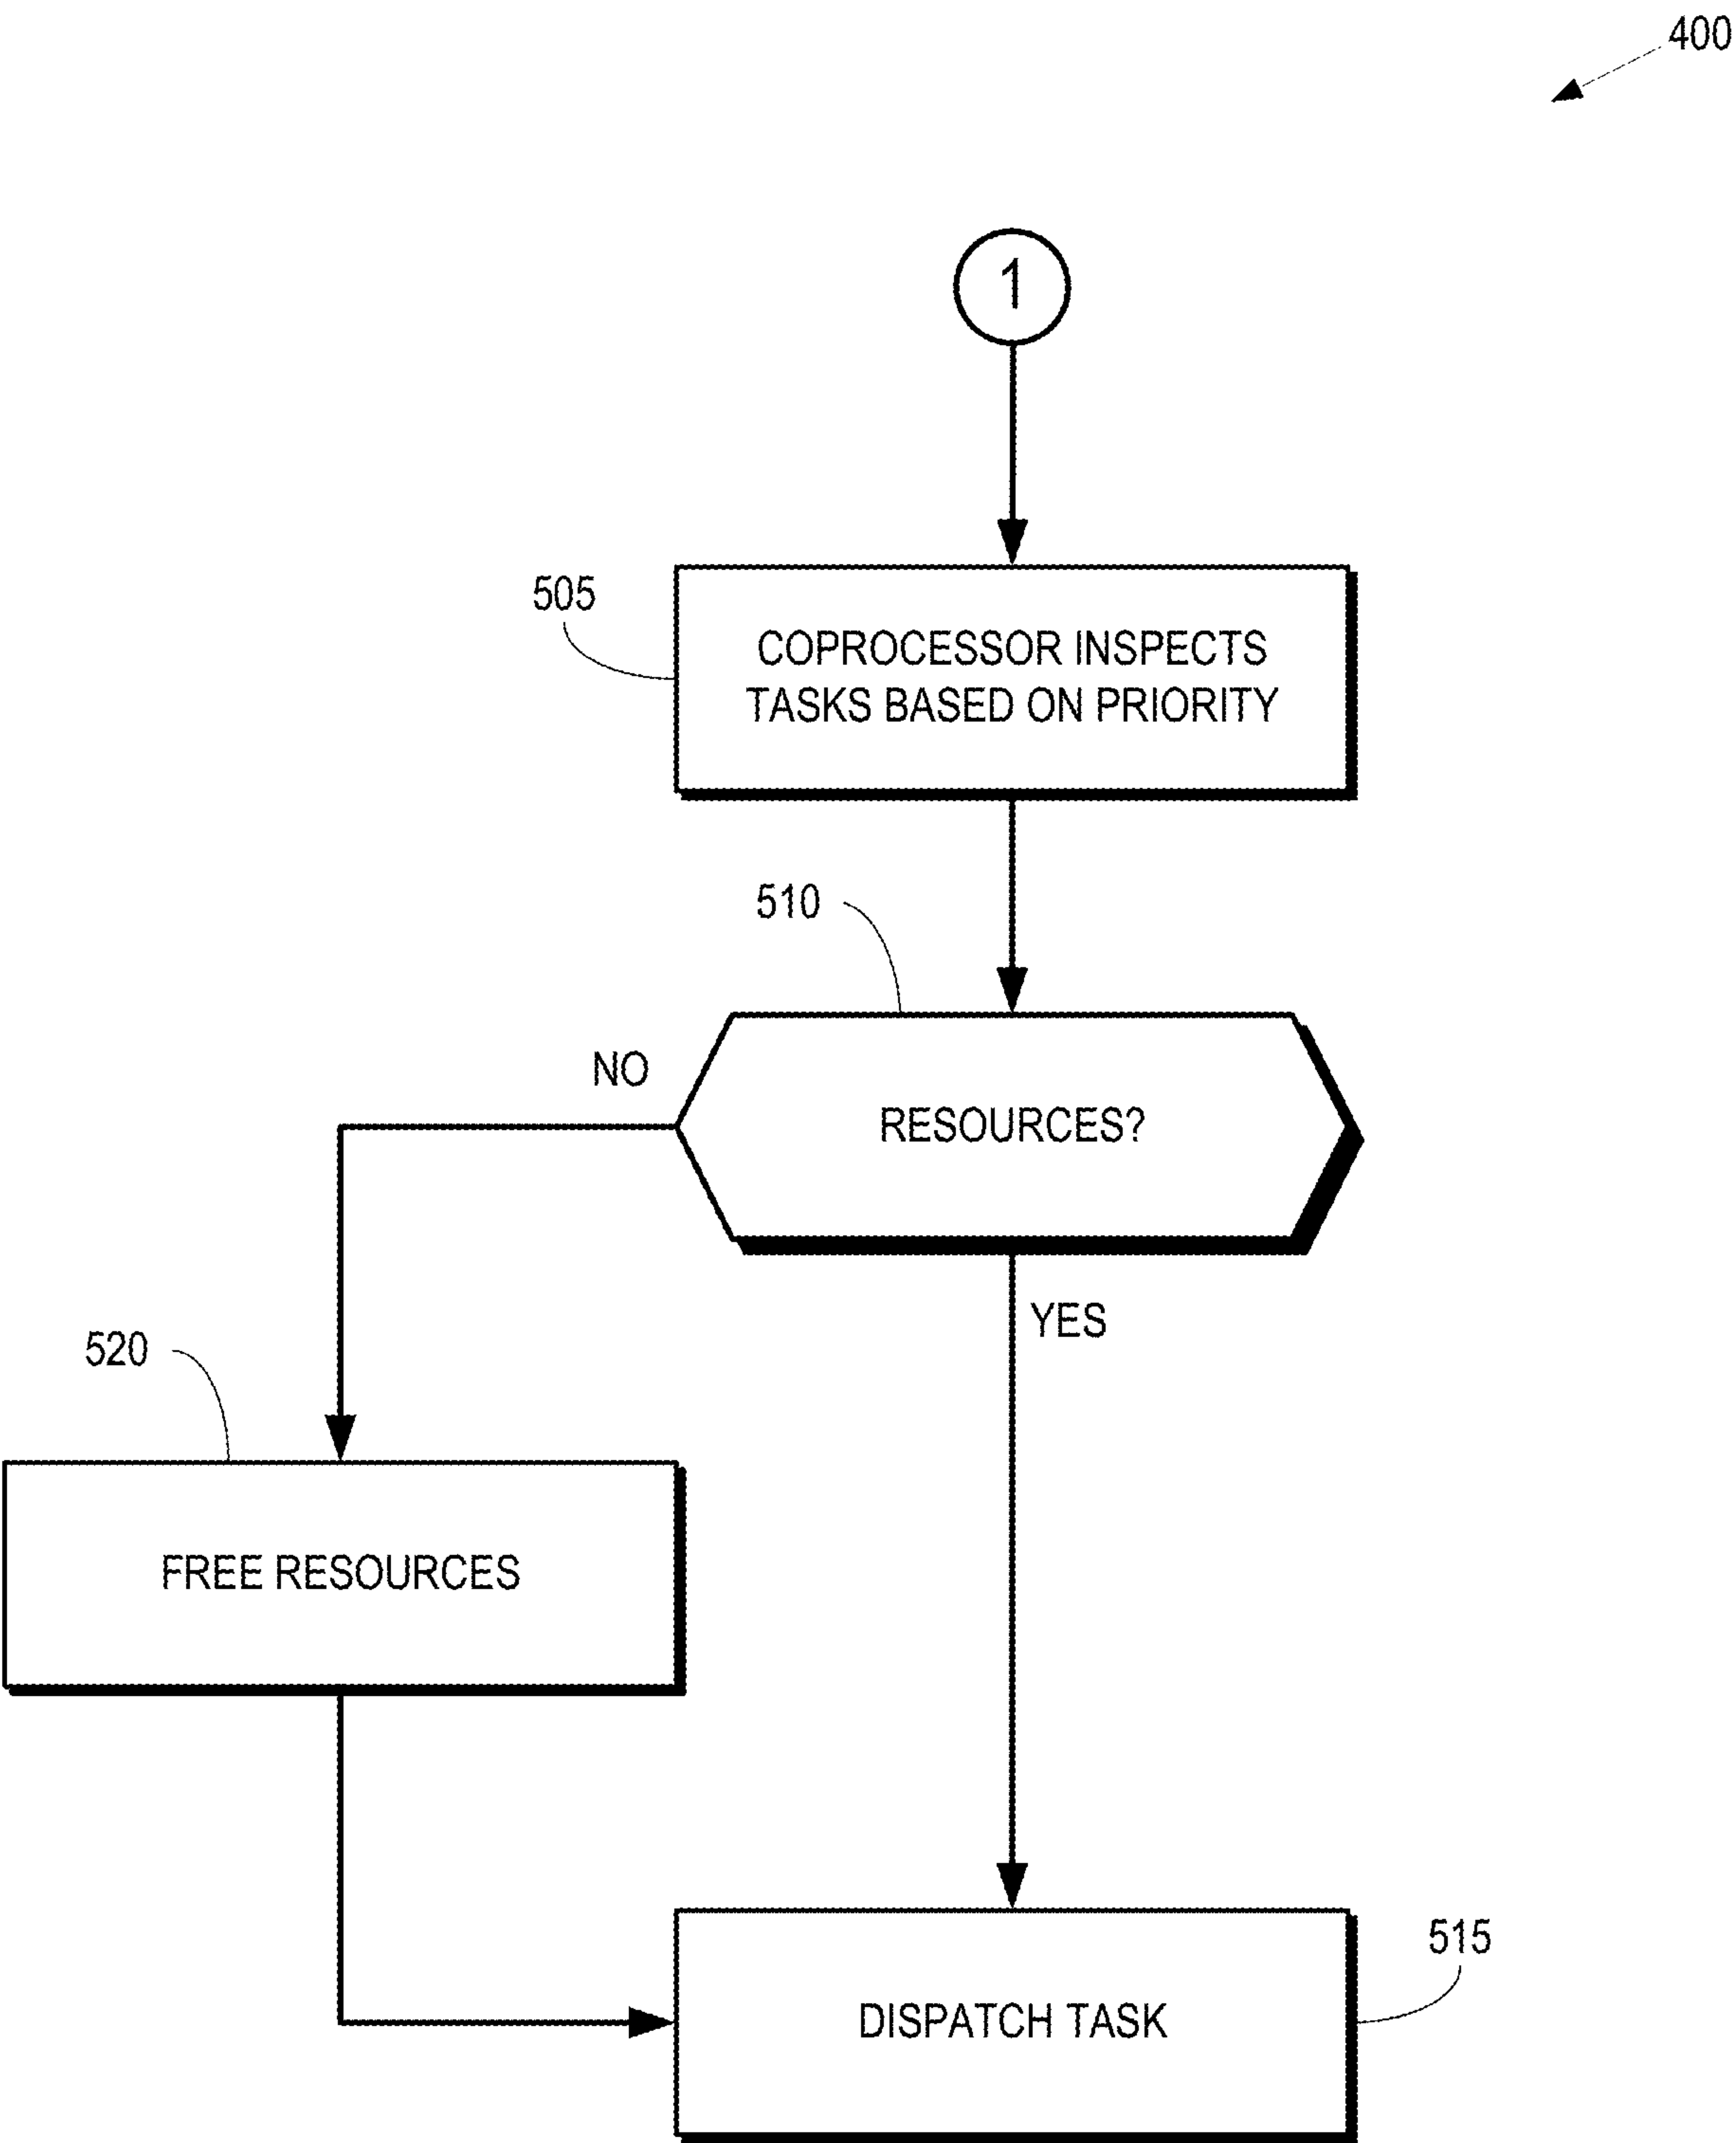 400
1
505
COPROCESSOR INSPECTS
TASKS BASED ON PRIORITY
510
NO
RESOURCES?
YES
520
FREE RESOURCES
515
DISPATCH TASK